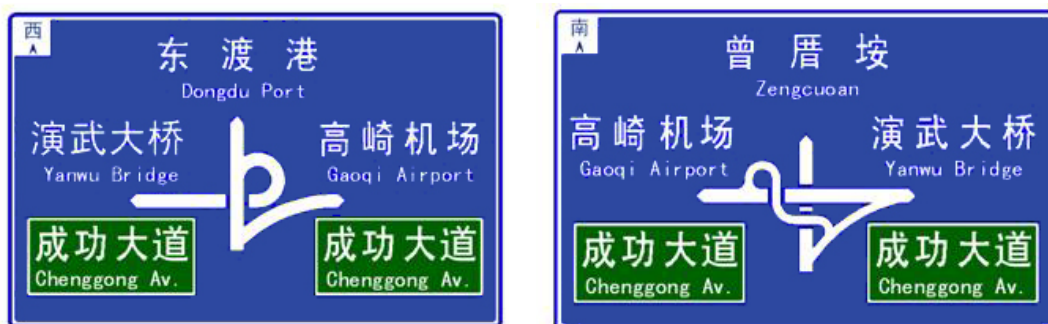 西
东渡港
Dongdu Port
演武大桥
Yanwu Bridge
高崎机场
Gaoqi Airport
成功大道
Chenggong Av.
成功大道
Chenggong Av.
南
曾厝垵
Zengcuoan
高崎机场
Gaoqi Airport
演武大桥
Yanwu Bridge
成功大道
Chenggong Av.
成功大道
Chenggong Av.